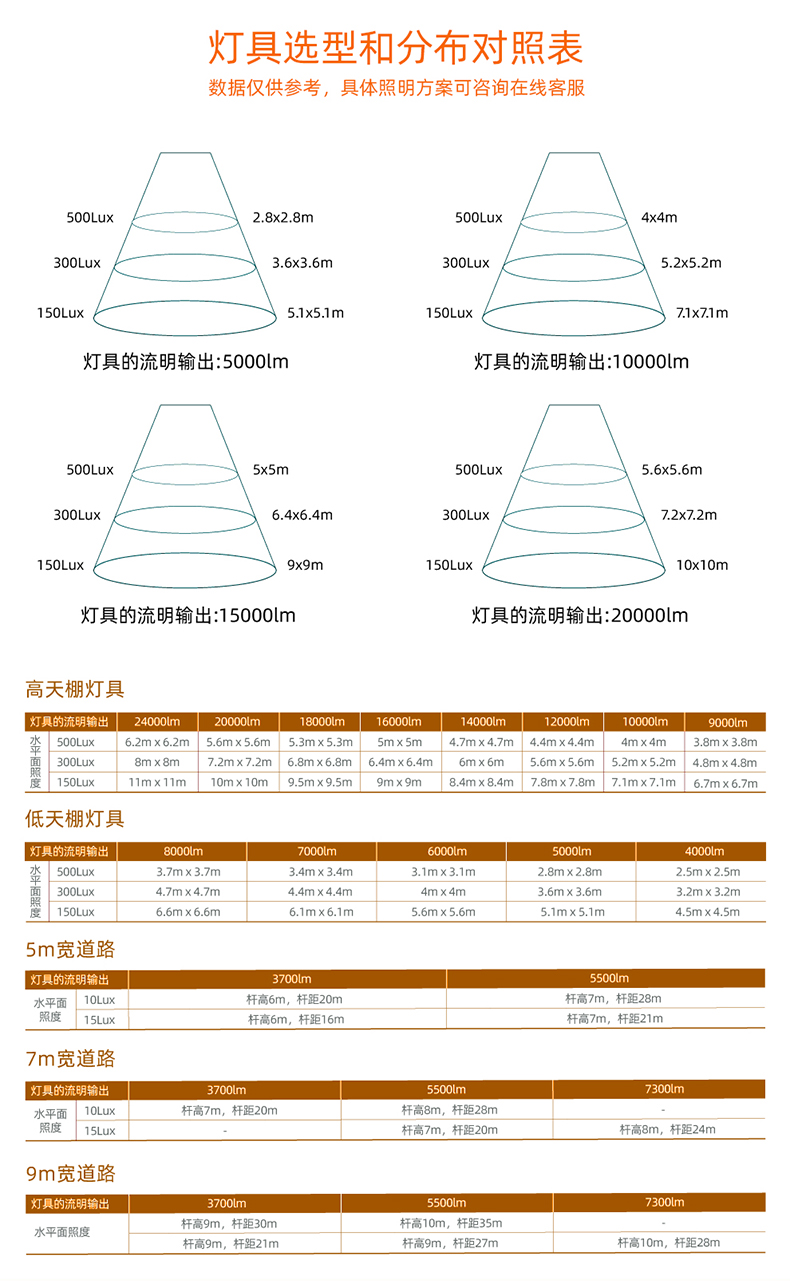 灯具选型和分布对照表
数据仅供参考，具体照明方案可咨询在线客服
500Lux 2.8x2.8m
300Lux 3.6x3.6m
150Lux 5.1x5.1m
灯具的流明输出:5000lm
500Lux 4x4m
300Lux 5.2x5.2m
150Lux 7.1x7.1m
灯具的流明输出:10000lm
500Lux 5x5m
300Lux 6.4x6.4m
150Lux 9x9m
灯具的流明输出:15000lm
500Lux 5.6x5.6m
300Lux 7.2x7.2m
150Lux 10x10m
灯具的流明输出:20000lm
高天棚灯具
灯具的流明输出 24000lm 20000lm 18000lm 16000lm 14000lm 12000lm 10000lm 9000lm
水平面照度
500Lux 6.2m x 6.2m 5.6m x 5.6m 5.3m x 5.3m 5m x 5m 4.7m x 4.7m 4.4m x 4.4m 4m x 4m 3.8m x 3.8m
300Lux 8m x 8m 7.2m x 7.2m 6.8m x 6.8m 6.4m x 6.4m 6m x 6m 5.6m x 5.6m 5.2m x 5.2m 4.8m x 4.8m
150Lux 11m x 11m 10m x 10m 9.5m x 9.5m 9m x 9m 8.4m x 8.4m 7.8m x 7.8m 7.1m x 7.1m 6.7m x 6.7m
低天棚灯具
灯具的流明输出 8000lm 7000lm 6000lm 5000lm 4000lm
水平面照度
500Lux 3.7m x 3.7m 3.4m x 3.4m 3.1m x 3.1m 2.8m x 2.8m 2.5m x 2.5m
300Lux 4.7m x 4.7m 4.4m x 4.4m 4m x 4m 3.6m x 3.6m 3.2m x 3.2m
150Lux 6.6m x 6.6m 6.1m x 6.1m 5.6m x 5.6m 5.1m x 5.1m 4.5m x 4.5m
5m宽道路
灯具的流明输出 3700lm 5500lm
水平面照度
10Lux 杆高6m，杆距20m 杆高7m，杆距28m
15Lux 杆高6m，杆距16m 杆高7m，杆距21m
7m宽道路
灯具的流明输出 3700lm 5500lm 7300lm
水平面照度
10Lux 杆高7m，杆距20m 杆高8m，杆距28m -
15Lux - 杆高7m，杆距20m 杆高8m，杆距24m
9m宽道路
灯具的流明输出 3700lm 5500lm 7300lm
水平面照度
杆高9m，杆距30m 杆高10m，杆距35m -
杆高9m，杆距21m 杆高9m，杆距27m 杆高10m，杆距28m